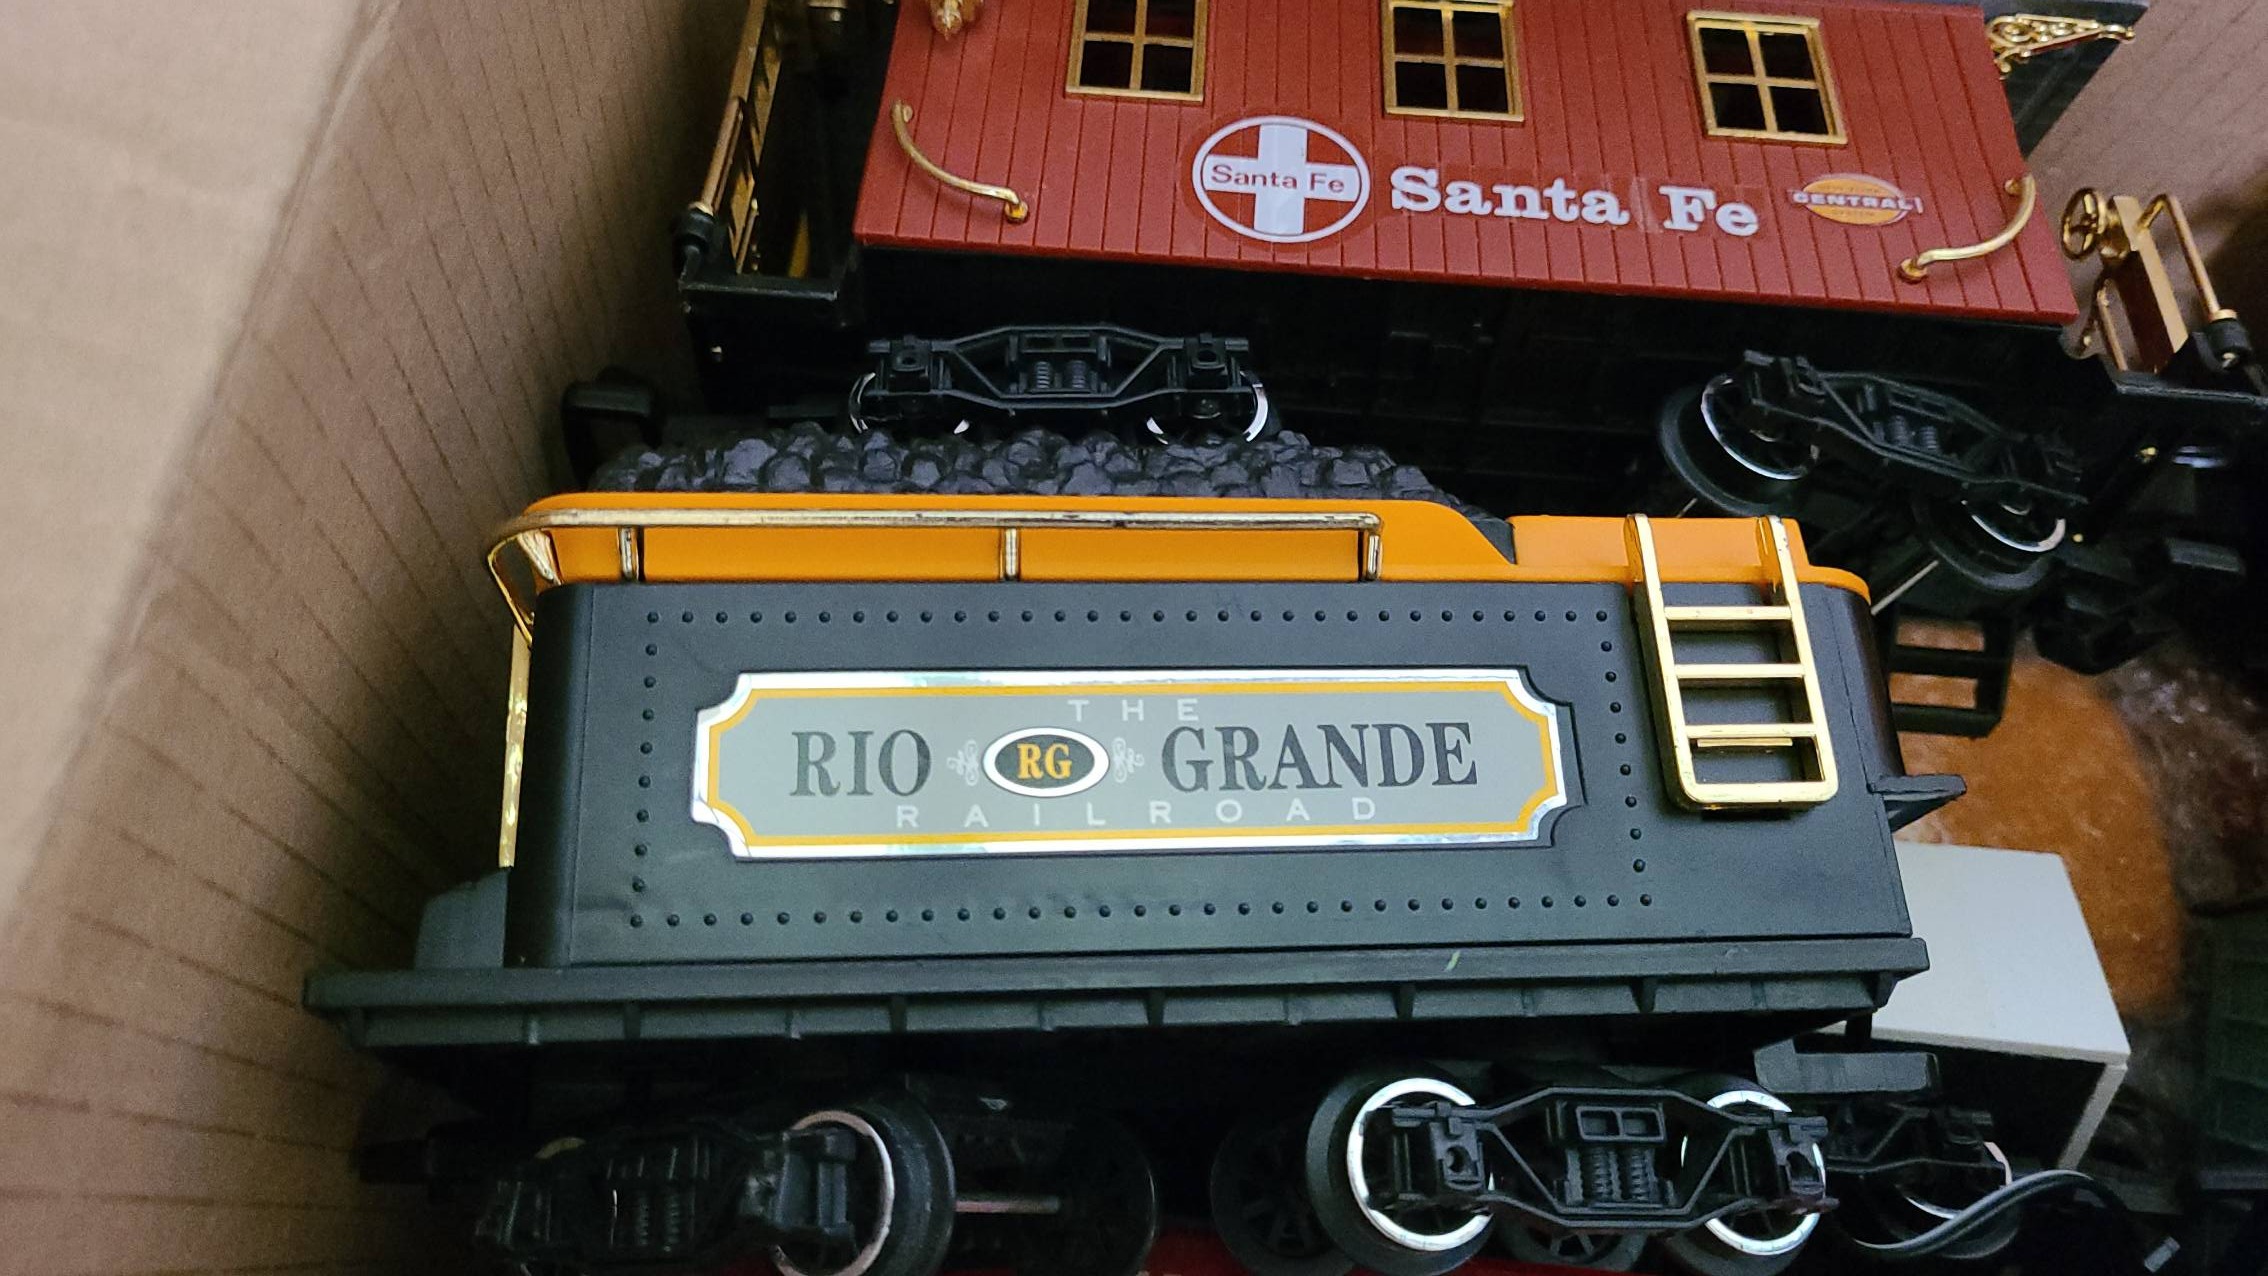 Santa Fe
Santa Fe
CENTRAL
THE
RIO RG GRANDE
RAILROAD